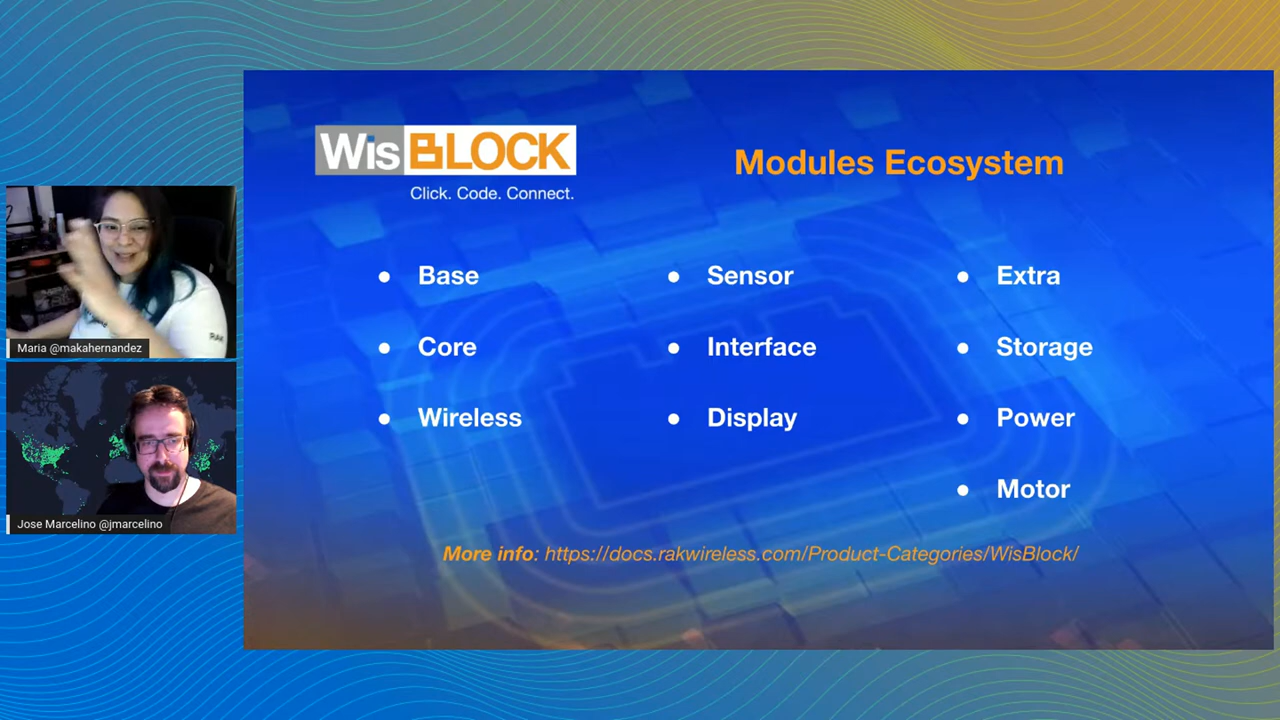 WisBLOCK
Click. Code. Connect.
Modules Ecosystem
● Base
● Core
● Wireless
● Sensor
● Interface
● Display
● Extra
● Storage
● Power
● Motor
More info: https://docs.rakwireless.com/Product-Categories/WisBlock/
RAK
Maria @makahernandez
Jose Marcelino @jmarcelino